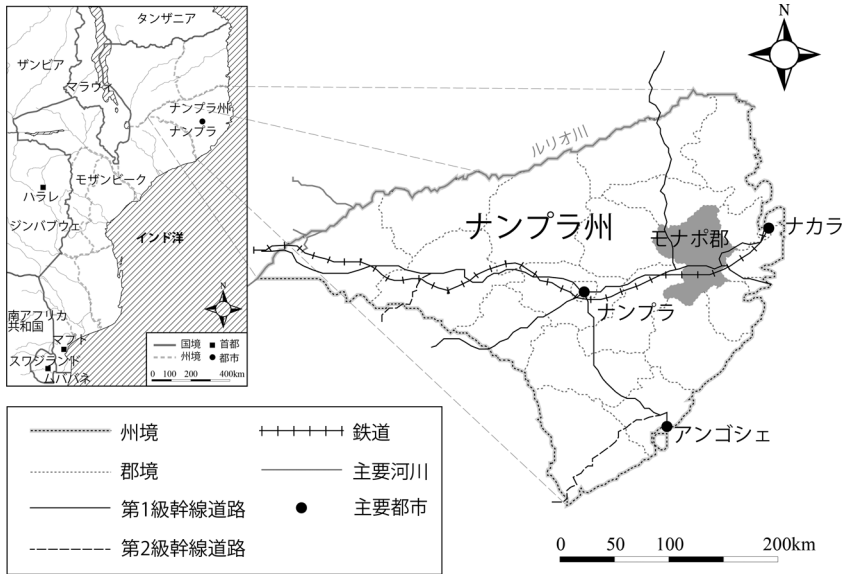 タンザニア
ザンビア
マラウイ
ナンプラ州
ナンプラ
モザンビーク
ハラレ
ジンバブウェ
インド洋
N
南アフリカ
共和国
マプト
スワジランド
ムババネ
国境
首都
州境
都市
0 100 200 400km
N
ルリオ川
ナンプラ州
モナポ郡
ナカラ
ナンプラ
アンゴシェ
州境
鉄道
郡境
主要河川
第1級幹線道路
主要都市
第2級幹線道路
0 50 100 200km